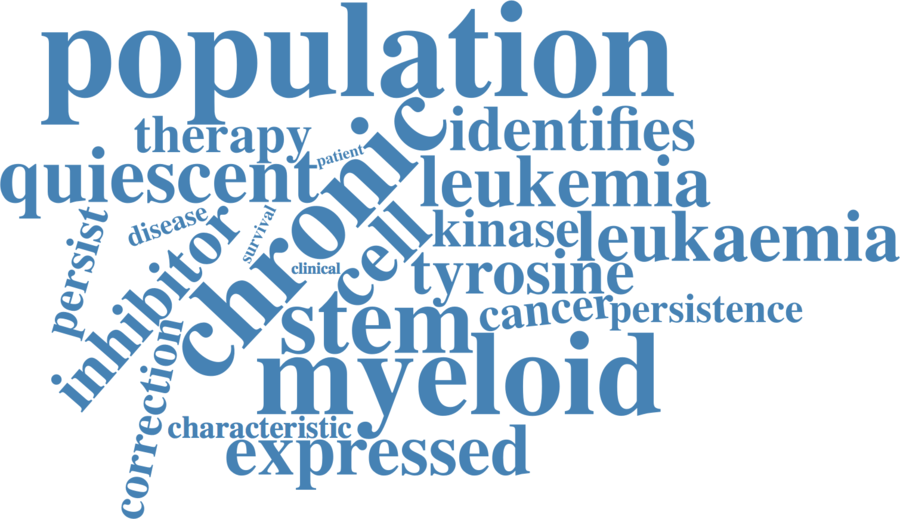 population
therapy
identifies
patient
quiescent
chronic
leukemia
disease
survival
persist
inhibitor
cell
kinase
leukaemia
clinical
tyrosine
stem
cancer
persistence
correction
myeloid
characteristic
expressed